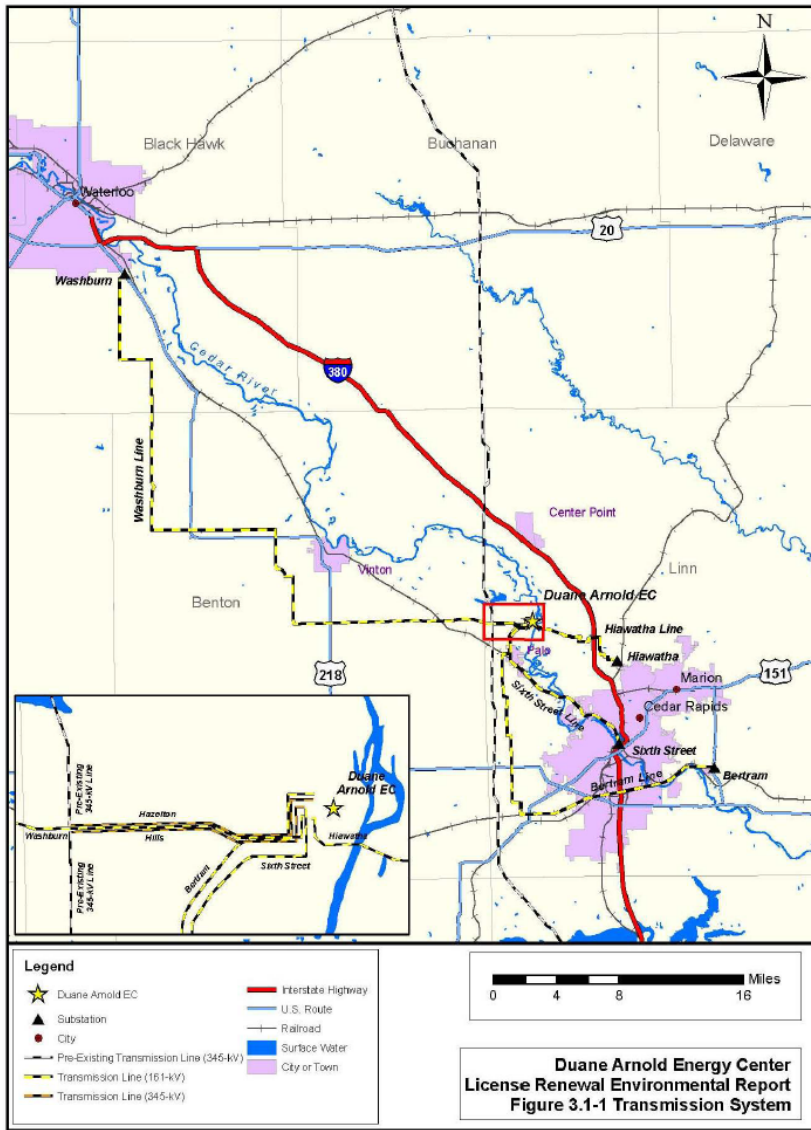 N
Black Hawk
Buchanan
Delaware
Waterloo
20
Washburn
Cedar River
380
Washburn Line
Center Point
Vinton
Linn
Benton
Duane Arnold EC
Hiawatha Line
Palo
Hiawatha
218
Marion
151
Sixth Street Line
Cedar Rapids
Sixth Street
Bertram Line
Bertram
Pre-Existing
345-kV Line
Duane
Arnold EC
Hazelton
Washburn
Hills
Hiawatha
Bertram
Sixth Street
Pre-Existing
345-kV Line
Legend
Duane Arnold EC
Substation
City
Pre-Existing Transmission Line (345-kV)
Transmission Line (161-kV)
Transmission Line (345-kV)
Interstate Highway
U.S. Route
Railroad
Surface Water
City or Town
Miles
0 4 8 16
Duane Arnold Energy Center
License Renewal Environmental Report
Figure 3.1-1 Transmission System